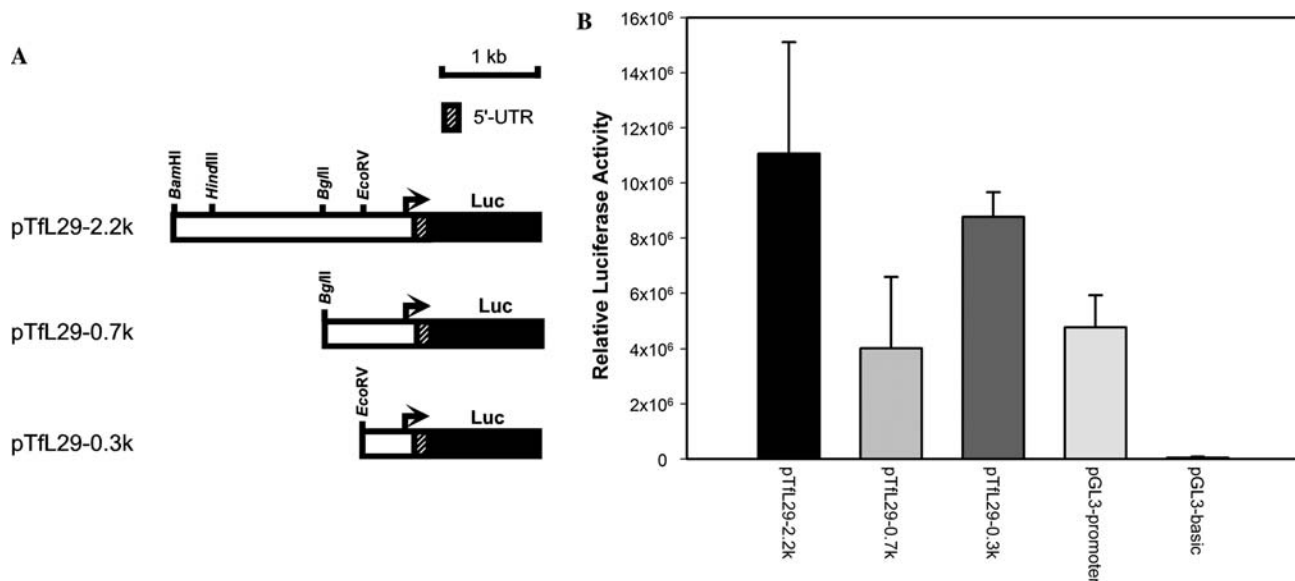 A
1 kb
5'-UTR
BamHI
HindIII
BglII
EcoRV
Luc
pTfL29-2.2k
BglII
Luc
pTfL29-0.7k
EcoRV
Luc
pTfL29-0.3k
B
Relative Luciferase Activity
16x10⁶
14x10⁶
12x10⁶
10x10⁶
8x10⁶
6x10⁶
4x10⁶
2x10⁶
0
pTfL29-2.2k
pTfL29-0.7k
pTfL29-0.3k
pGL3-promoter
pGL3-basic